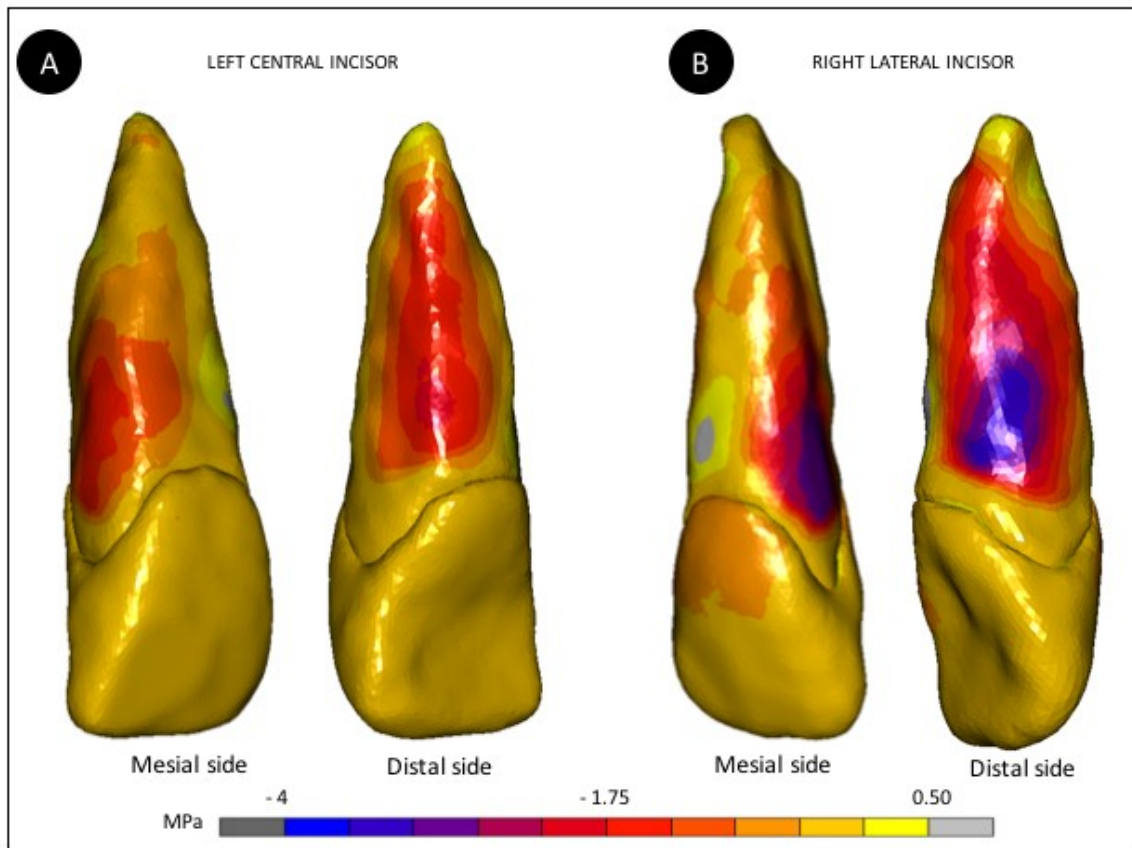 A
LEFT CENTRAL INCISOR
B
RIGHT LATERAL INCISOR
Mesial side
Distal side
Mesial side
Distal side
- 4
- 1.75
0.50
MPa